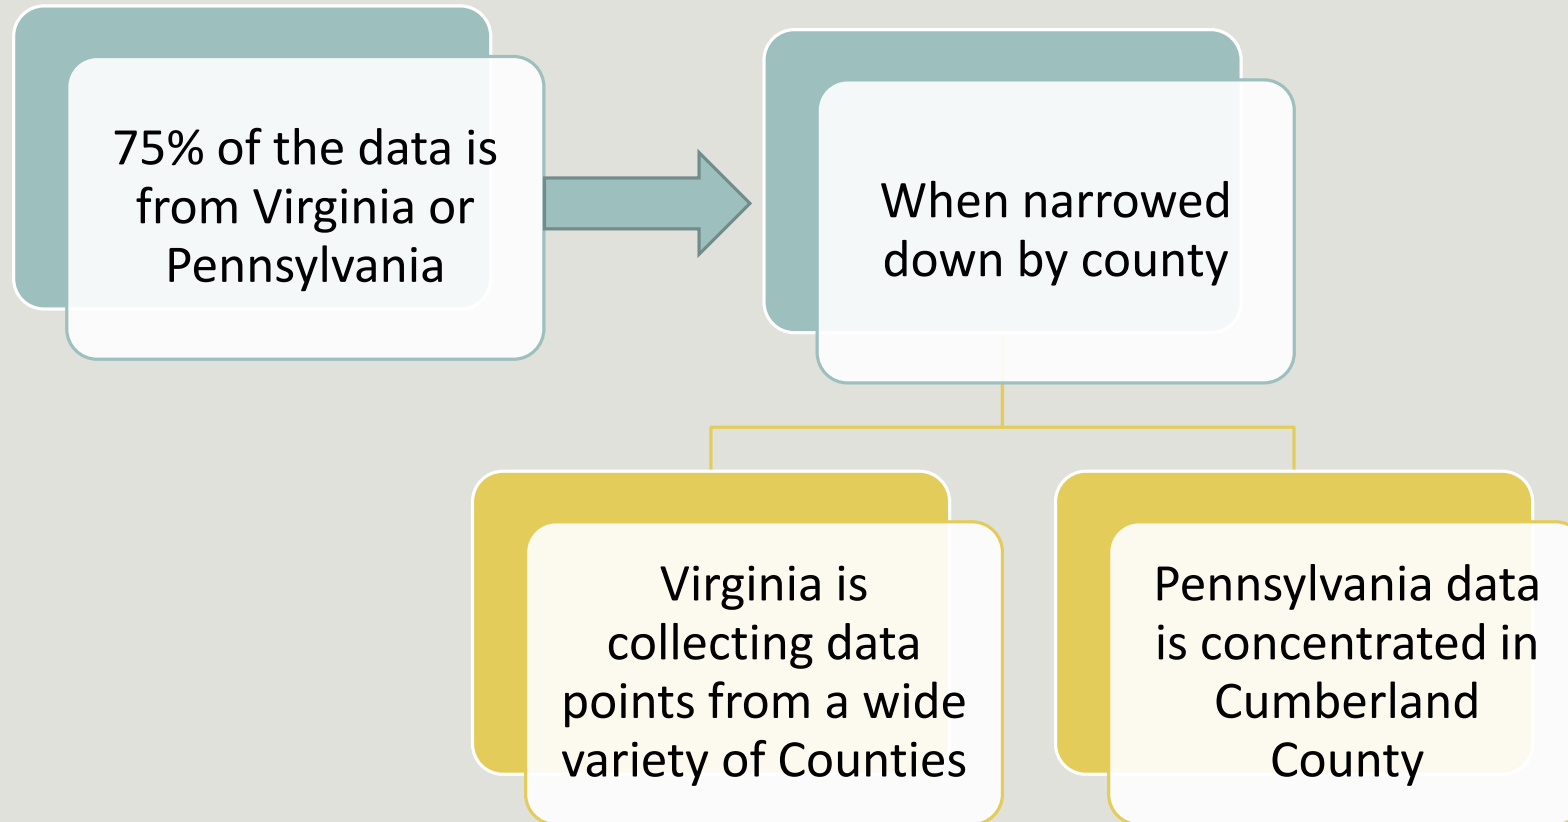 75% of the data is
from Virginia or
Pennsylvania
When narrowed
down by county
Virginia is
collecting data
points from a wide
variety of Counties
Pennsylvania data
is concentrated in
Cumberland
County